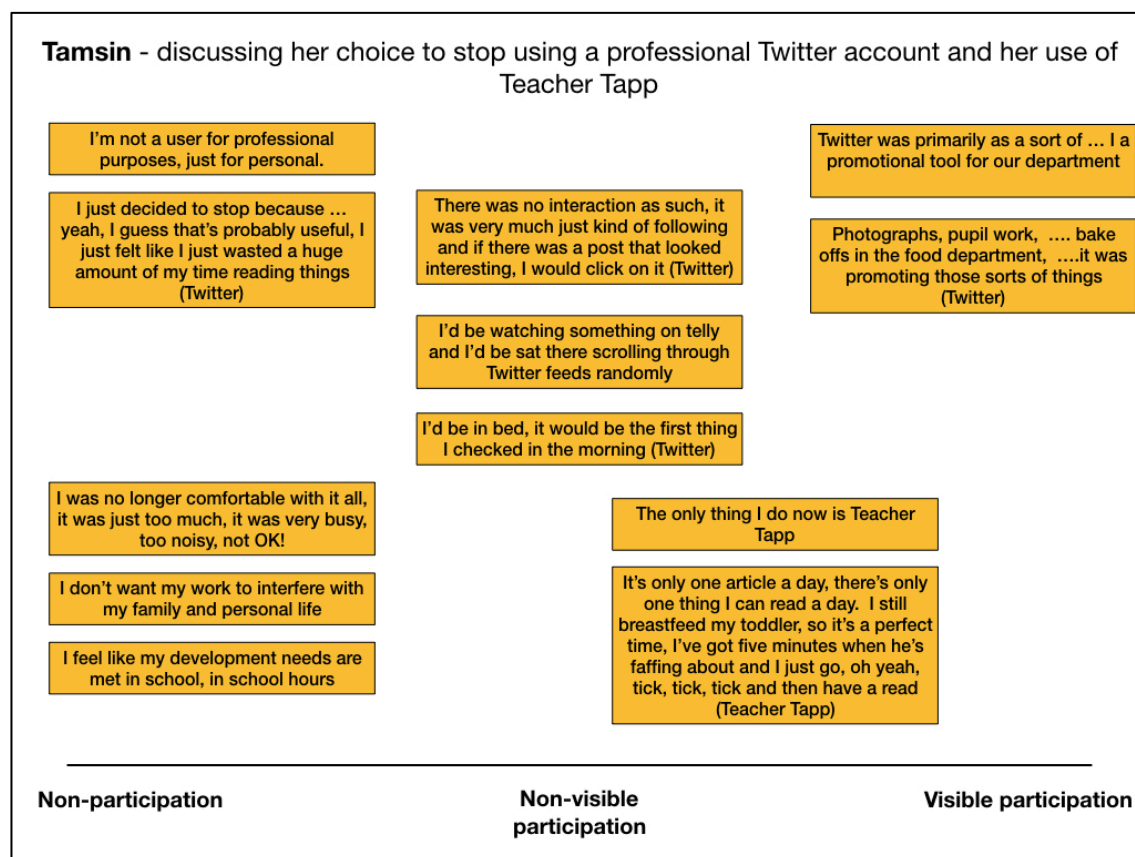 Tamsin - discussing her choice to stop using a professional Twitter account and her use of
Teacher Tapp
I'm not a user for professional
purposes, just for personal.
I just decided to stop because …
yeah, I guess that's probably useful, I
just felt like I just wasted a huge
amount of my time reading things
(Twitter)
I was no longer comfortable with it all,
it was just too much, it was very busy,
too noisy, not OK!
I don't want my work to interfere with
my family and personal life
I feel like my development needs are
met in school, in school hours
There was no interaction as such, it
was very much just kind of following
and if there was a post that looked
interesting, I would click on it (Twitter)
I'd be watching something on telly
and I'd be sat there scrolling through
Twitter feeds randomly
I'd be in bed, it would be the first thing
I checked in the morning (Twitter)
The only thing I do now is Teacher
Tapp
It's only one article a day, there's only
one thing I can read a day.  I still
breastfeed my toddler, so it's a perfect
time, I've got five minutes when he's
faffing about and I just go, oh yeah,
tick, tick, tick and then have a read
(Teacher Tapp)
Twitter was primarily as a sort of … I a
promotional tool for our department
Photographs, pupil work,  …. bake
offs in the food department,  ….it was
promoting those sorts of things
(Twitter)
Non-participation
Non-visible
participation
Visible participation